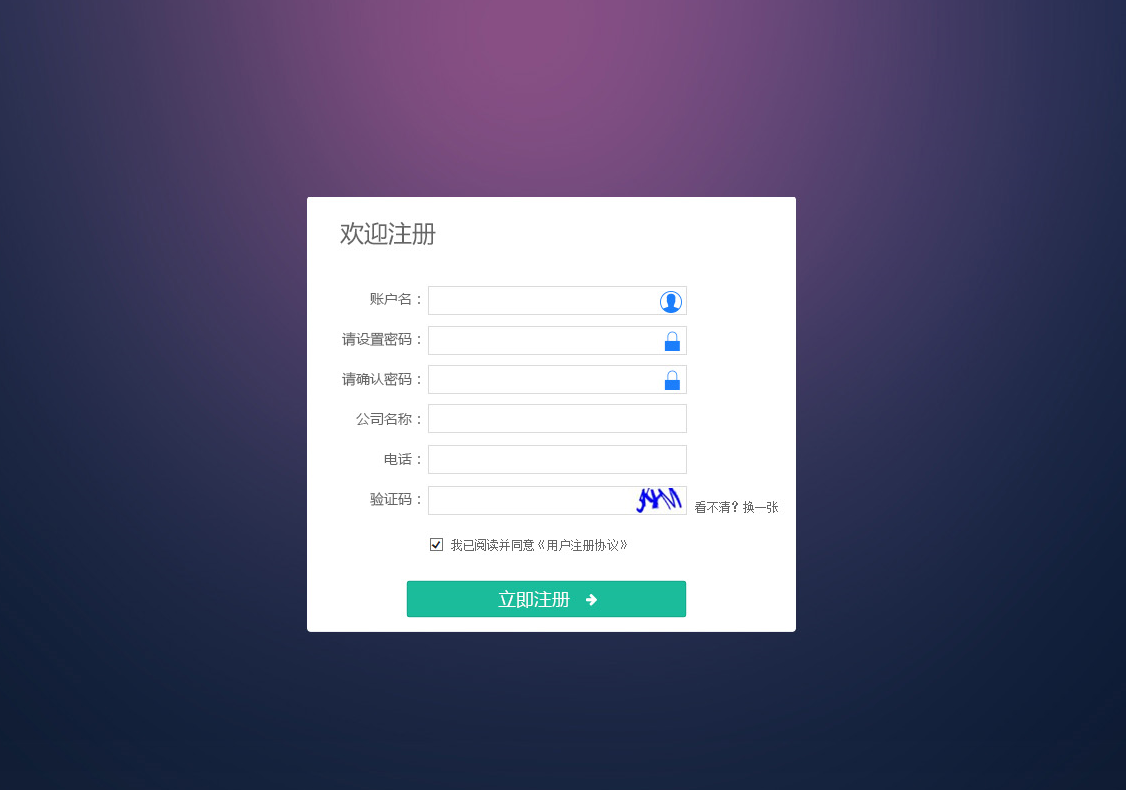 欢迎注册
账户名：
请设置密码：
请确认密码：
公司名称：
电话：
验证码：
看不清？换一张
我已阅读并同意《用户注册协议》
立即注册